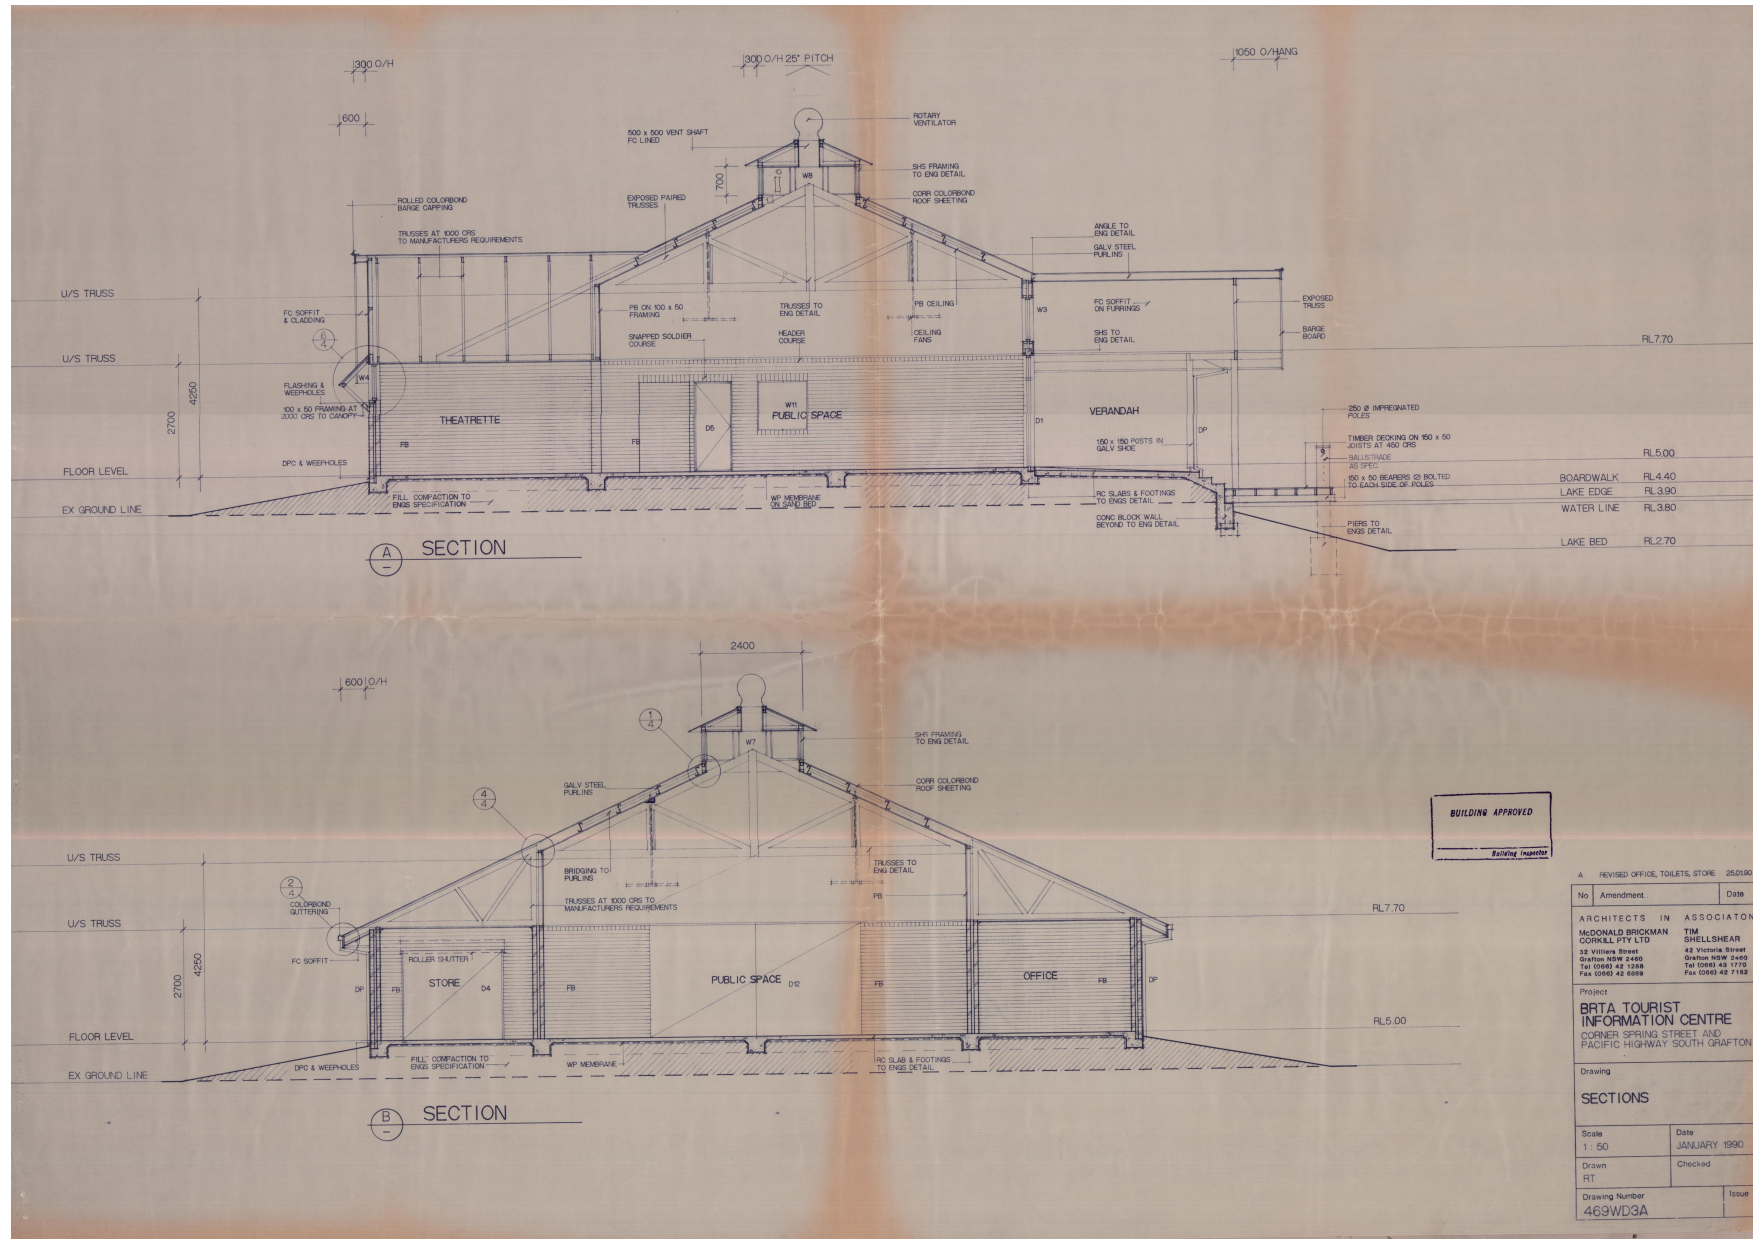 300 O/H
300 O/H 25° PITCH
1050 O/HANG
600
ROTARY
VENTILATOR
500 x 500 VENT SHAFT
FC LINED
SHS FRAMING
TO ENG DETAIL
W8
700
CORR COLORBOND
ROOF SHEETING
ROLLED COLORBOND
BARGE CAPPING
EXPOSED PAIRED
TRUSSES
TRUSSES AT 1000 CRS
TO MANUFACTURERS REQUIREMENTS
ANGLE TO
ENG DETAIL
GALV STEEL
PURLINS
U/S TRUSS
FC SOFFIT
& CLADDING
PB ON 100 x 50
FRAMING
TRUSSES TO
ENG DETAIL
PB CEILING
W3
FC SOFFIT
ON FURRINGS
EXPOSED
TRUSS
6
4
SNAPPED SOLDIER
COURSE
HEADER
COURSE
CEILING
FANS
SHS TO
ENG DETAIL
BARGE
BOARD
RL7.70
U/S TRUSS
W4
FLASHING &
WEEPHOLES
100 x 50 FRAMING AT
2000 CRS TO CANOPY
2700
4250
THEATRETTE
FB
FB
D5
W11
PUBLIC SPACE
D1
VERANDAH
150 x 150 POSTS IN
GALV SHOE
DP
250 Ø IMPREGNATED
POLES
TIMBER DECKING ON 150 x 50
JOISTS AT 450 CRS
BALUSTRADE
AS SPEC
150 x 50 BEARERS (2) BOLTED
TO EACH SIDE OF POLES
RL5.00
FLOOR LEVEL
DPC & WEEPHOLES
BOARDWALK RL4.40
LAKE EDGE RL3.90
WATER LINE RL3.80
LAKE BED RL2.70
EX GROUND LINE
FILL COMPACTION TO
ENGS SPECIFICATION
WP MEMBRANE
ON SAND BED
RC SLABS & FOOTINGS
TO ENGS DETAIL
CONC BLOCK WALL
BEYOND TO ENG DETAIL
PIERS TO
ENGS DETAIL
A
SECTION
2400
600 O/H
1
4
W7
SHS FRAMING
TO ENG DETAIL
GALV STEEL
PURLINS
CORR COLORBOND
ROOF SHEETING
4
4
U/S TRUSS
BRIDGING TO
PURLINS
TRUSSES TO
ENG DETAIL
PB
2
4
COLORBOND
GUTTERING
TRUSSES AT 1000 CRS TO
MANUFACTURERS REQUIREMENTS
RL7.70
U/S TRUSS
FC SOFFIT
2700
4250
ROLLER SHUTTER
STORE
DP
FB
D4
FB
PUBLIC SPACE
D12
FB
OFFICE
FB
DP
RL5.00
FLOOR LEVEL
DPC & WEEPHOLES
FILL COMPACTION TO
ENGS SPECIFICATION
WP MEMBRANE
RC SLAB & FOOTINGS
TO ENGS DETAIL
EX GROUND LINE
B
SECTION
BUILDING APPROVED
Building Inspector
A REVISED OFFICE, TOILETS, STORE 25.01.90
No Amendment Date
ARCHITECTS IN ASSOCIATON
McDONALD BRICKMAN
CORKILL PTY LTD
32 Villiers Street
Grafton NSW 2460
Tel (066) 42 1288
Fax (066) 42 6969
TIM
SHELLSHEAR
42 Victoria Street
Grafton NSW 2460
Tel (066) 43 1770
Fax (066) 42 7182
Project
BRTA TOURIST
INFORMATION CENTRE
CORNER SPRING STREET AND
PACIFIC HIGHWAY SOUTH GRAFTON
Drawing
SECTIONS
Scale
1 : 50
Date
JANUARY 1990
Drawn
RT
Checked
Drawing Number
469WD3A
Issue